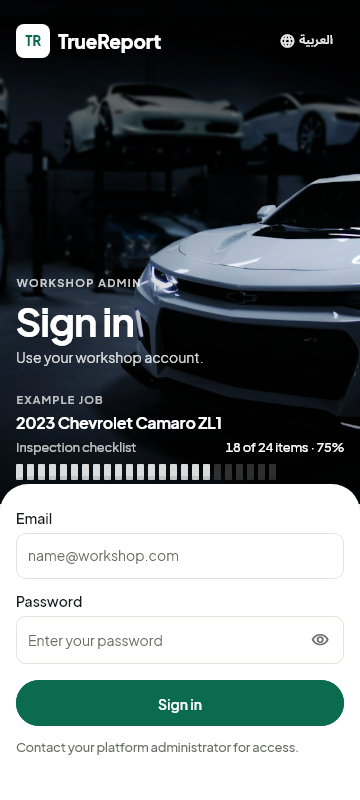 TR TrueReport
العربية
WORKSHOP ADMIN
Sign in
Use your workshop account.
EXAMPLE JOB
2023 Chevrolet Camaro ZL1
Inspection checklist 18 of 24 items · 75%
Email
name@workshop.com
Password
Enter your password
Sign in
Contact your platform administrator for access.